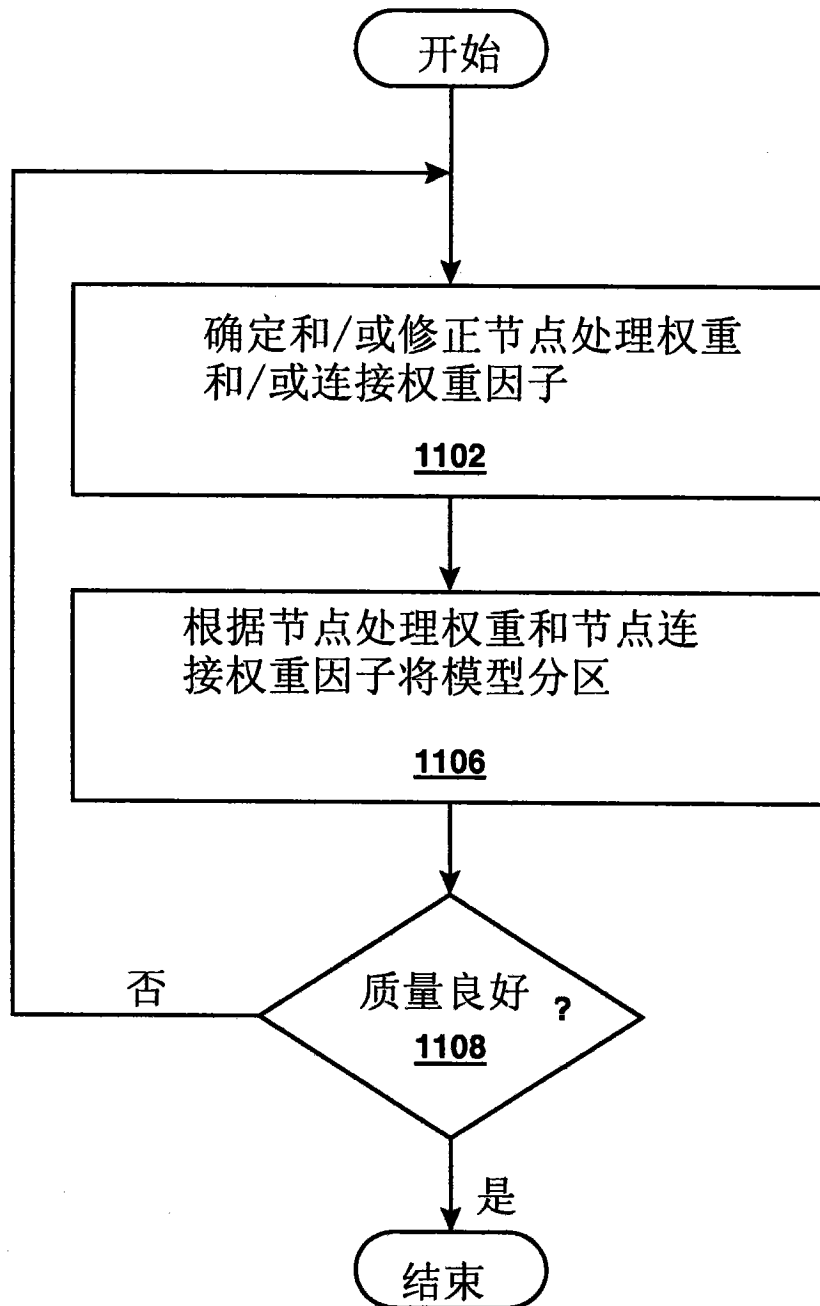 开始
确定和/或修正节点处理权重
和/或连接权重因子
1102
根据节点处理权重和节点连
接权重因子将模型分区
1106
否
质量良好 ?
1108
是
结束